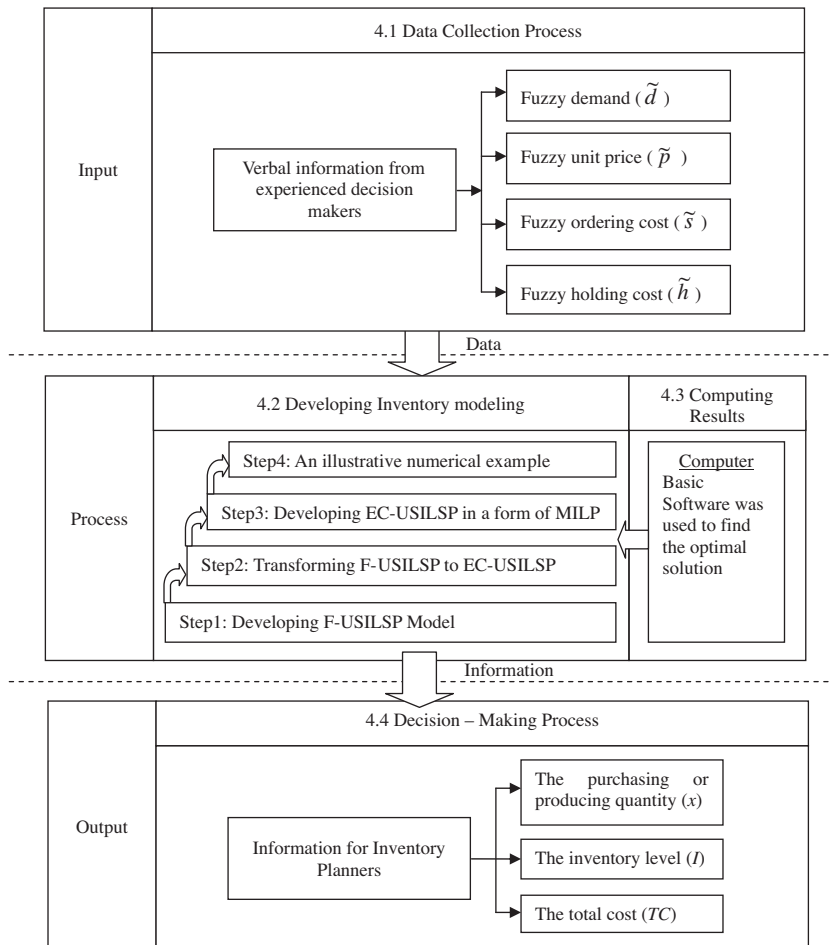 4.1 Data Collection Process
Input
Verbal information from
experienced decision
makers
Fuzzy demand ( d̃ )
Fuzzy unit price ( p̃ )
Fuzzy ordering cost ( s̃ )
Fuzzy holding cost ( h̃ )
Data
4.2 Developing Inventory modeling
4.3 Computing
Results
Process
Step4: An illustrative numerical example
Step3: Developing EC-USILSP in a form of MILP
Step2: Transforming F-USILSP to EC-USILSP
Step1: Developing F-USILSP Model
Computer
Basic
Software was
used to find
the optimal
solution
Information
4.4 Decision – Making Process
Output
Information for Inventory
Planners
The purchasing or
producing quantity (x)
The inventory level (I)
The total cost (TC)